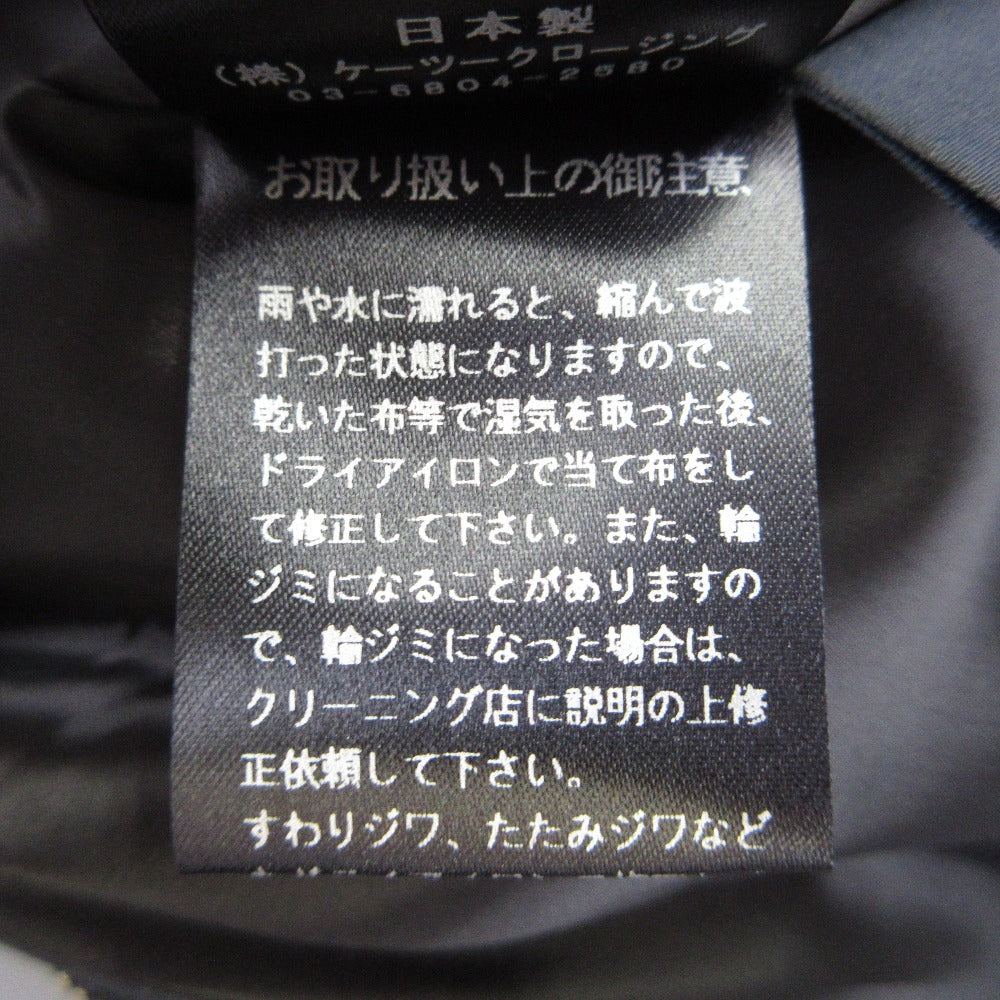 日本製
(株)ケーツークロージング
03-6804-2580
お取り扱い上の御注意
雨や水に濡れると、縮んで波
打った状態になりますので、
乾いた布等で湿気を取った後、
ドライアイロンで当て布をし
て修正して下さい。また、輪
ジミになることがありますの
で、輪ジミになった場合は、
クリーニング店に説明の上修
正依頼して下さい。
すわりジワ、たたみジワなど